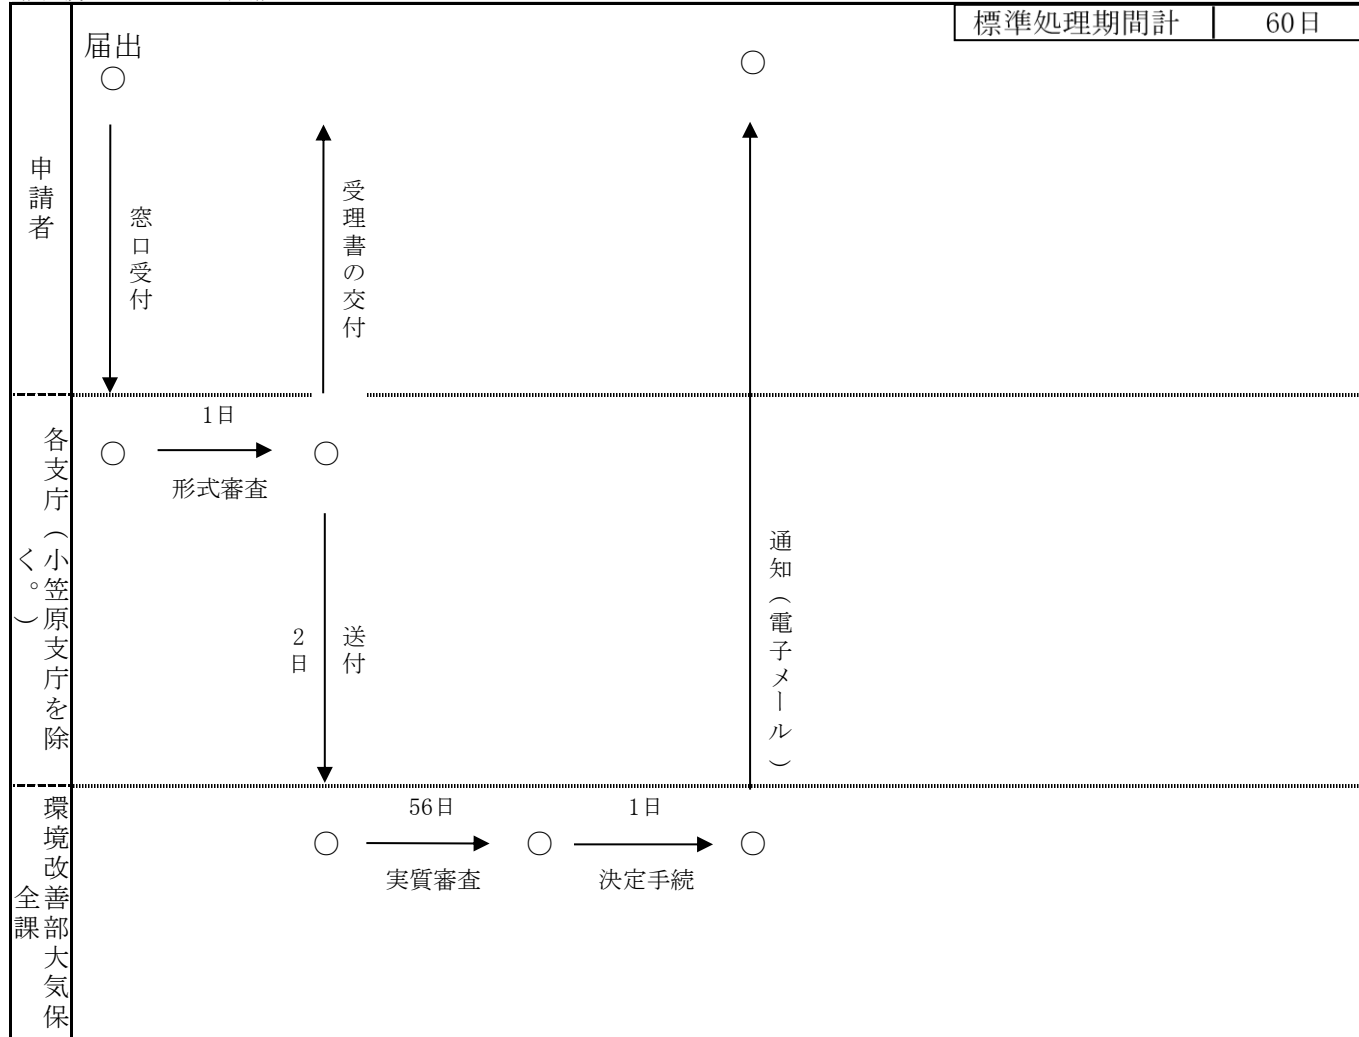 標準処理期間計 60日
届出
申請者
窓口受付
受理書の交付
各支庁（小笠原支庁を除
く。）
1日
形式審査
2日
送付
通知（電子メール）
環境改善部大気保
全課
56日
実質審査
1日
決定手続